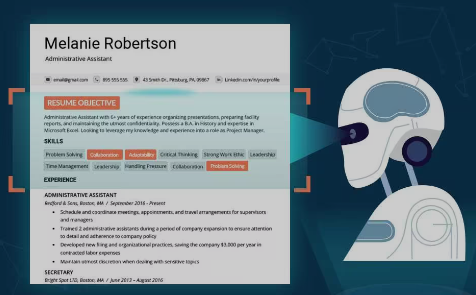 Melanie Robertson
Administrative Assistant
email@gmail.com 895 555 555 43 Smith Dr., Pittsburg, PA, 09867 Linkedin.com/in/yourprofile
RESUME OBJECTIVE
Administrative Assistant with 6+ years of experience organizing presentations, preparing facility
reports, and maintaining the utmost confidentiality. Possess a B.A. in History and expertise in
Microsoft Excel. Looking to leverage my knowledge and experience into a role as Project Manager.
SKILLS
Problem Solving Collaboration Adaptability Critical Thinking Strong Work Ethic Leadership
Time Management Leadership Handling Pressure Collaboration Problem Solving
EXPERIENCE
ADMINISTRATIVE ASSISTANT
Redford & Sons, Boston, MA / September 2016 - Present
• Schedule and coordinate meetings, appointments, and travel arrangements for supervisors
and managers
• Trained 2 administrative assistants during a period of company expansion to ensure attention
to detail and adherence to company policy
• Developed new filing and organizational practices, saving the company $3,000 per year in
contracted labor expenses
• Maintain utmost discretion when dealing with sensitive topics
SECRETARY
Bright Spot LTD, Boston, MA / June 2013 – August 2016